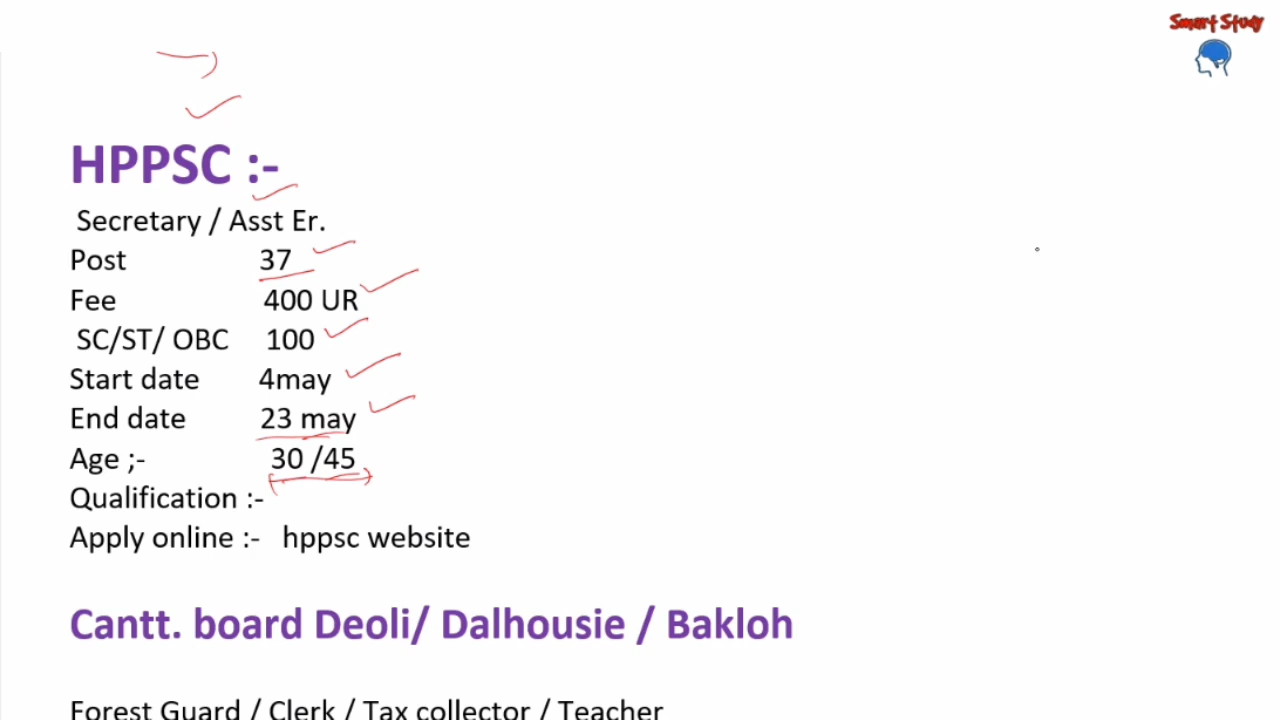 Smart Study
HPPSC :-
Secretary / Asst Er.
Post 37
Fee 400 UR
SC/ST/ OBC 100
Start date 4may
End date 23 may
Age ;- 30 /45
Qualification :-
Apply online :- hppsc website
Cantt. board Deoli/ Dalhousie / Bakloh
Forest Guard / Clerk / Tax collector / Teacher